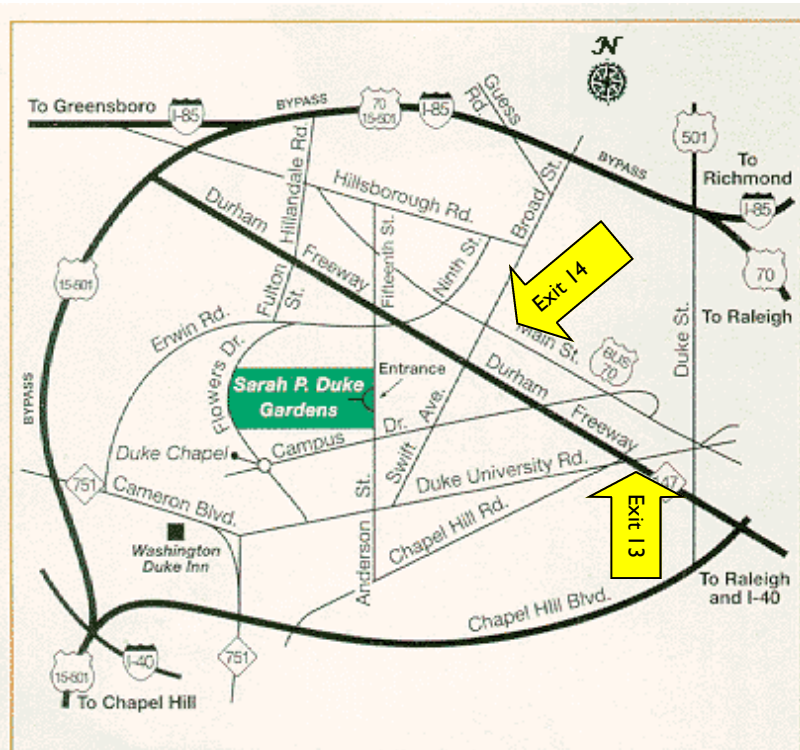 N
To Greensboro
I-85
BYPASS
70
15-501
I-85
Guess
Rd.
BYPASS
501
To
Richmond
I-85
70
To Raleigh
Hillandale Rd.
Hillsborough Rd.
Broad St.
Durham
Freeway
Fifteenth St.
Ninth St.
Exit 14
15-501
Fulton
St.
Erwin Rd.
Main St.
BUS
70
Duke St.
Flowers Dr.
Sarah P. Duke
Gardens
Entrance
Durham
Freeway
BYPASS
Duke Chapel
Campus
Dr.
Swift
Ave.
Duke University Rd.
751
Cameron Blvd.
Washington
Duke Inn
Anderson
St.
Chapel Hill Rd.
147
Exit 13
To Raleigh
and I-40
Chapel Hill Blvd.
751
I-40
15-501
To Chapel Hill